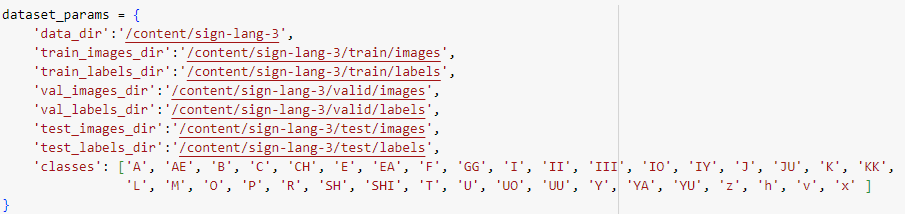 dataset_params = {
'data_dir':'/content/sign-lang-3',
'train_images_dir':'/content/sign-lang-3/train/images',
'train_labels_dir':'/content/sign-lang-3/train/labels',
'val_images_dir':'/content/sign-lang-3/valid/images',
'val_labels_dir':'/content/sign-lang-3/valid/labels',
'test_images_dir':'/content/sign-lang-3/test/images',
'test_labels_dir':'/content/sign-lang-3/test/labels',
'classes': ['A', 'AE', 'B', 'C', 'CH', 'E', 'EA', 'F', 'GG', 'I', 'II', 'III', 'IO', 'IY', 'J', 'JU', 'K', 'KK',
'L', 'M', 'O', 'P', 'R', 'SH', 'SHI', 'T', 'U', 'UO', 'UU', 'Y', 'YA', 'YU', 'z', 'h', 'v', 'x' ]
}